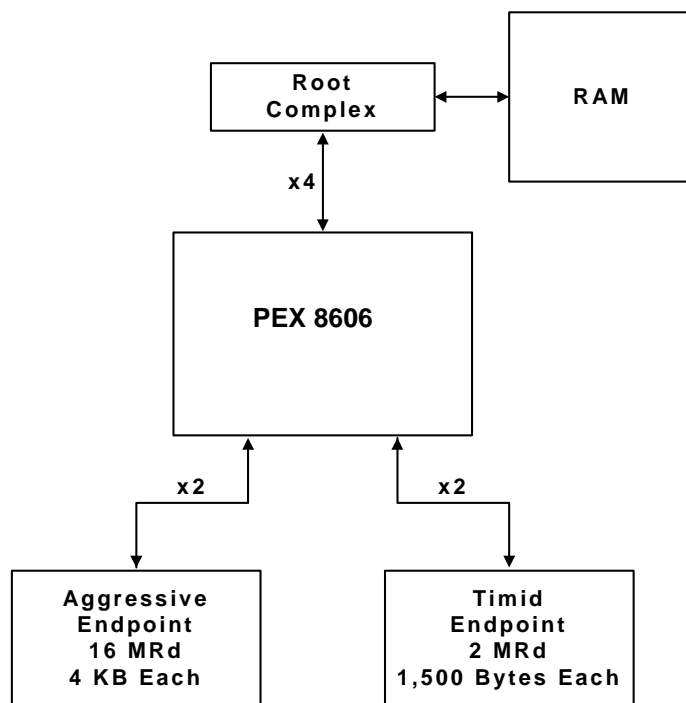 Root
Complex
RAM
x4
PEX 8606
x2
x2
Aggressive
Endpoint
16 MRd
4 KB Each
Timid
Endpoint
2 MRd
1,500 Bytes Each